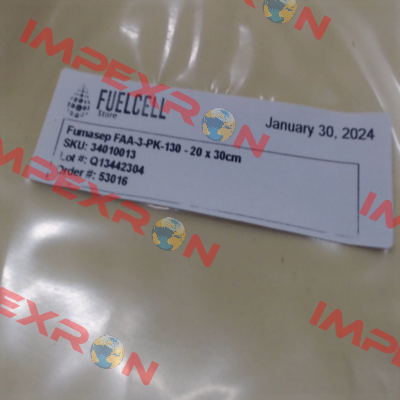 FUELCELL
Store
January 30, 2024
Fumasep FAA-3-PK-130 - 20 x 30cm
SKU: 34010013
Lot #: Q13442304
Order #: 53016
IMPEXRON
IMPEXRON
IMPEXRON
IMPEXRON
IMPEXRON